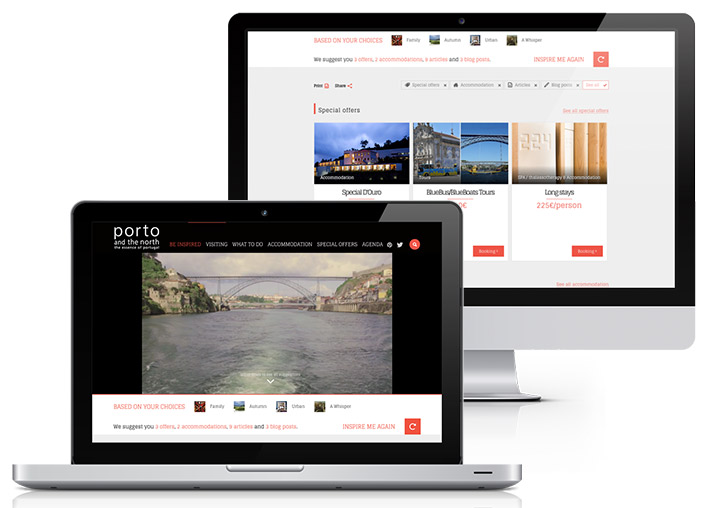 BASED ON YOUR CHOICES Family Autumn Urban A Whisper
We suggest you 3 offers, 2 accommodations, 9 articles and 3 blog posts. INSPIRE ME AGAIN
Print Share Special offers x Accommodation x Articles x Blog posts x See All
Special offers See all special offers
Accommodation Tours SPA / thalassotherapy & Accommodation
Special D'Ouro BlueBus/BlueBoats Tours Long stays
225€/person
Booking Booking
See all accommodation
porto
and the north
the essence of portugal
BE INSPIRED VISITING WHAT TO DO ACCOMMODATION SPECIAL OFFERS AGENDA
BASED ON YOUR CHOICES Family Autumn Urban A Whisper
We suggest you 3 offers, 2 accommodations, 9 articles and 3 blog posts. INSPIRE ME AGAIN